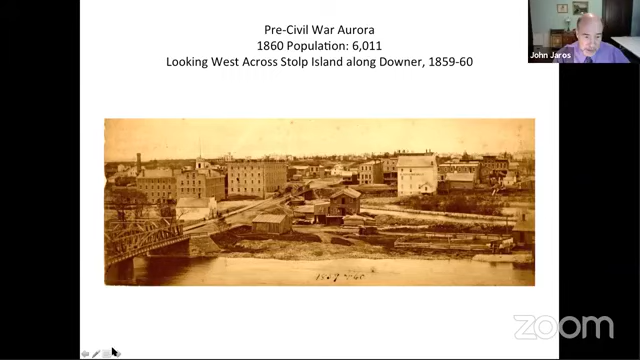 Pre-Civil War Aurora
1860 Population: 6,011
Looking West Across Stolp Island along Downer, 1859-60
John Jaros
zoom